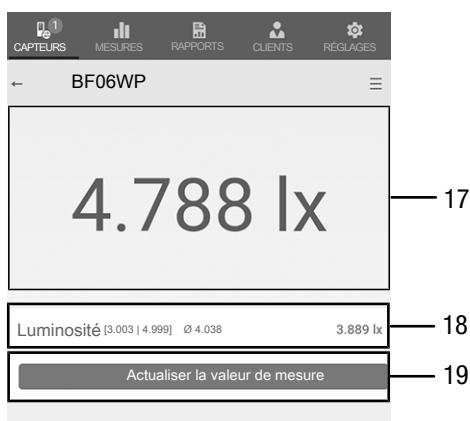 1
CAPTEURS MESURES RAPPORTS CLIENTS RÉGLAGES
← BF06WP ☰
4.788 lx 17
Luminosité [3.003 | 4.999] Ø 4.038 3.889 lx 18
Actualiser la valeur de mesure 19